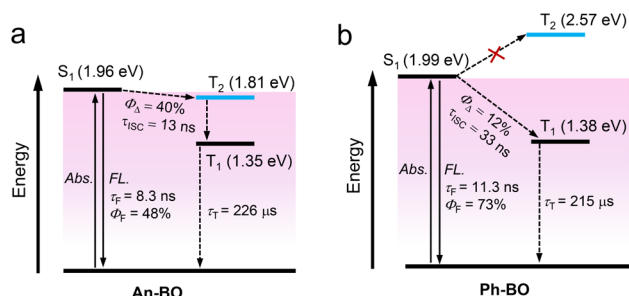 a
S1 (1.96 eV)
T2 (1.81 eV)
ΦΔ = 40%
τISC = 13 ns
T1 (1.35 eV)
Energy
Abs.
FL.
τF = 8.3 ns
ΦF = 48%
τT = 226 μs
An-BO
b
T2 (2.57 eV)
S1 (1.99 eV)
ΦΔ = 12%
τISC = 33 ns
T1 (1.38 eV)
Energy
Abs.
FL.
τF = 11.3 ns
ΦF = 73%
τT = 215 μs
Ph-BO